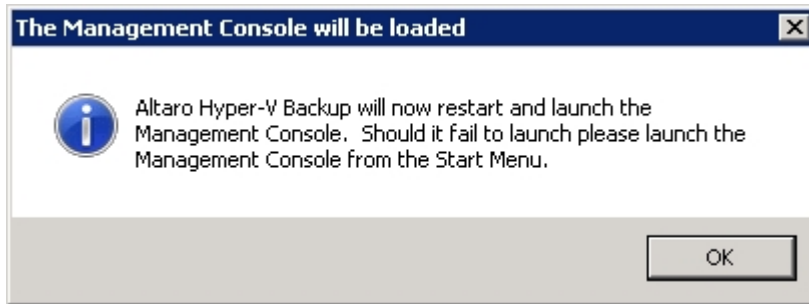 The Management Console will be loaded
Altaro Hyper-V Backup will now restart and launch the
Management Console.  Should it fail to launch please launch the
Management Console from the Start Menu.
OK